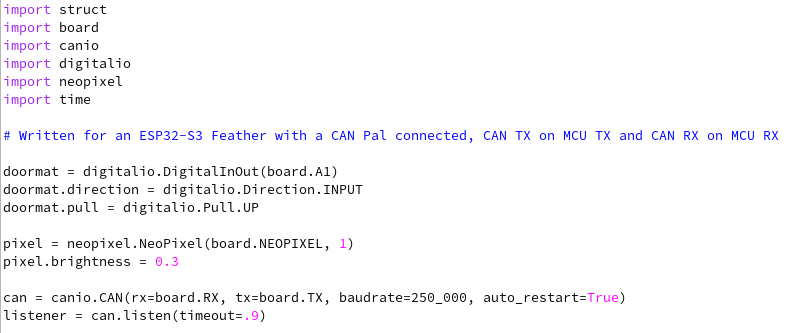 import struct
import board
import canio
import digitalio
import neopixel
import time
# Written for an ESP32-S3 Feather with a CAN Pal connected, CAN TX on MCU TX and CAN RX on MCU RX
doormat = digitalio.DigitalInOut(board.A1)
doormat.direction = digitalio.Direction.INPUT
doormat.pull = digitalio.Pull.UP
pixel = neopixel.NeoPixel(board.NEOPIXEL, 1)
pixel.brightness = 0.3
can = canio.CAN(rx=board.RX, tx=board.TX, baudrate=250_000, auto_restart=True)
listener = can.listen(timeout=.9)